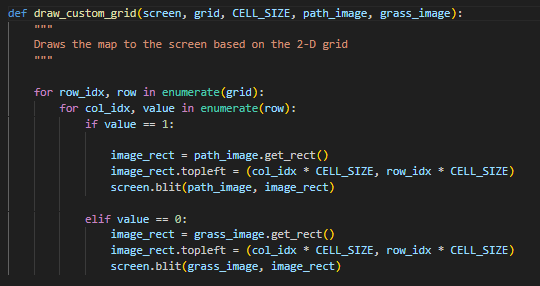 def draw_custom_grid(screen, grid, CELL_SIZE, path_image, grass_image):
    """
    Draws the map to the screen based on the 2-D grid
    """

    for row_idx, row in enumerate(grid):
        for col_idx, value in enumerate(row):
            if value == 1:

                image_rect = path_image.get_rect()
                image_rect.topleft = (col_idx * CELL_SIZE, row_idx * CELL_SIZE)
                screen.blit(path_image, image_rect)

            elif value == 0:
                image_rect = grass_image.get_rect()
                image_rect.topleft = (col_idx * CELL_SIZE, row_idx * CELL_SIZE)
                screen.blit(grass_image, image_rect)